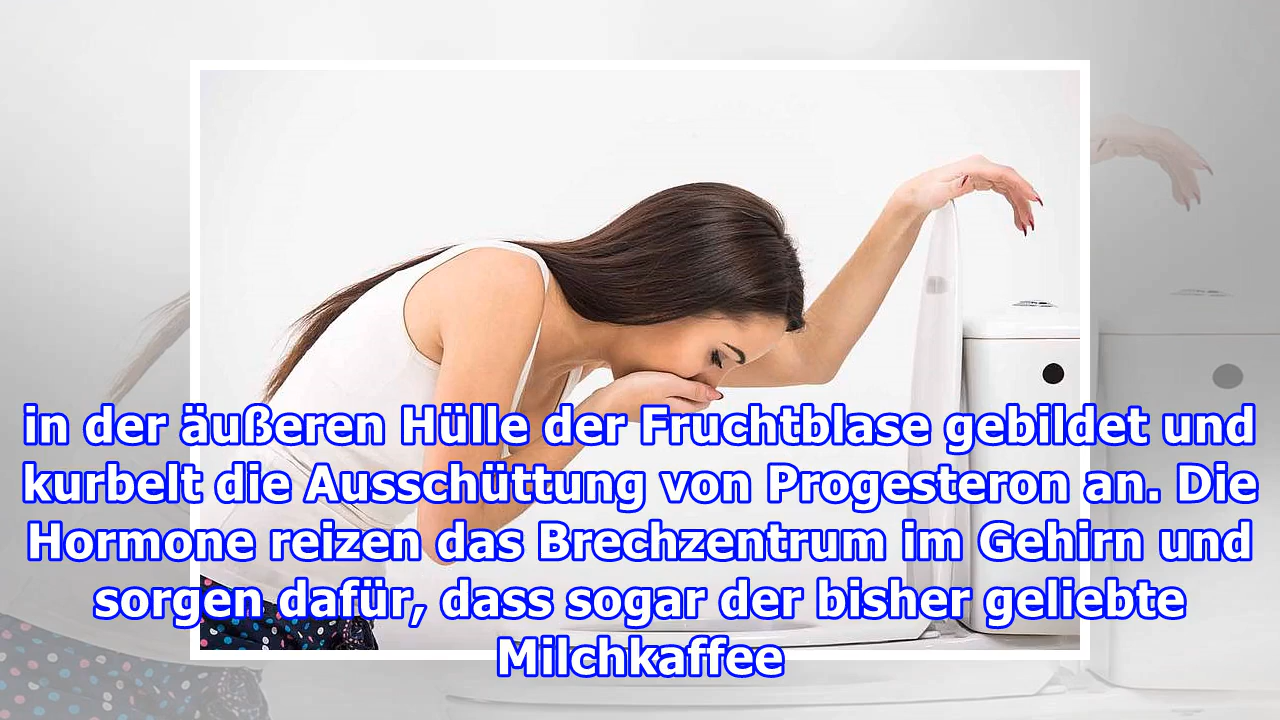 in der äußeren Hülle der Fruchtblase gebildet und
kurbelt die Ausschüttung von Progesteron an. Die
Hormone reizen das Brechzentrum im Gehirn und
sorgen dafür, dass sogar der bisher geliebte
Milchkaffee